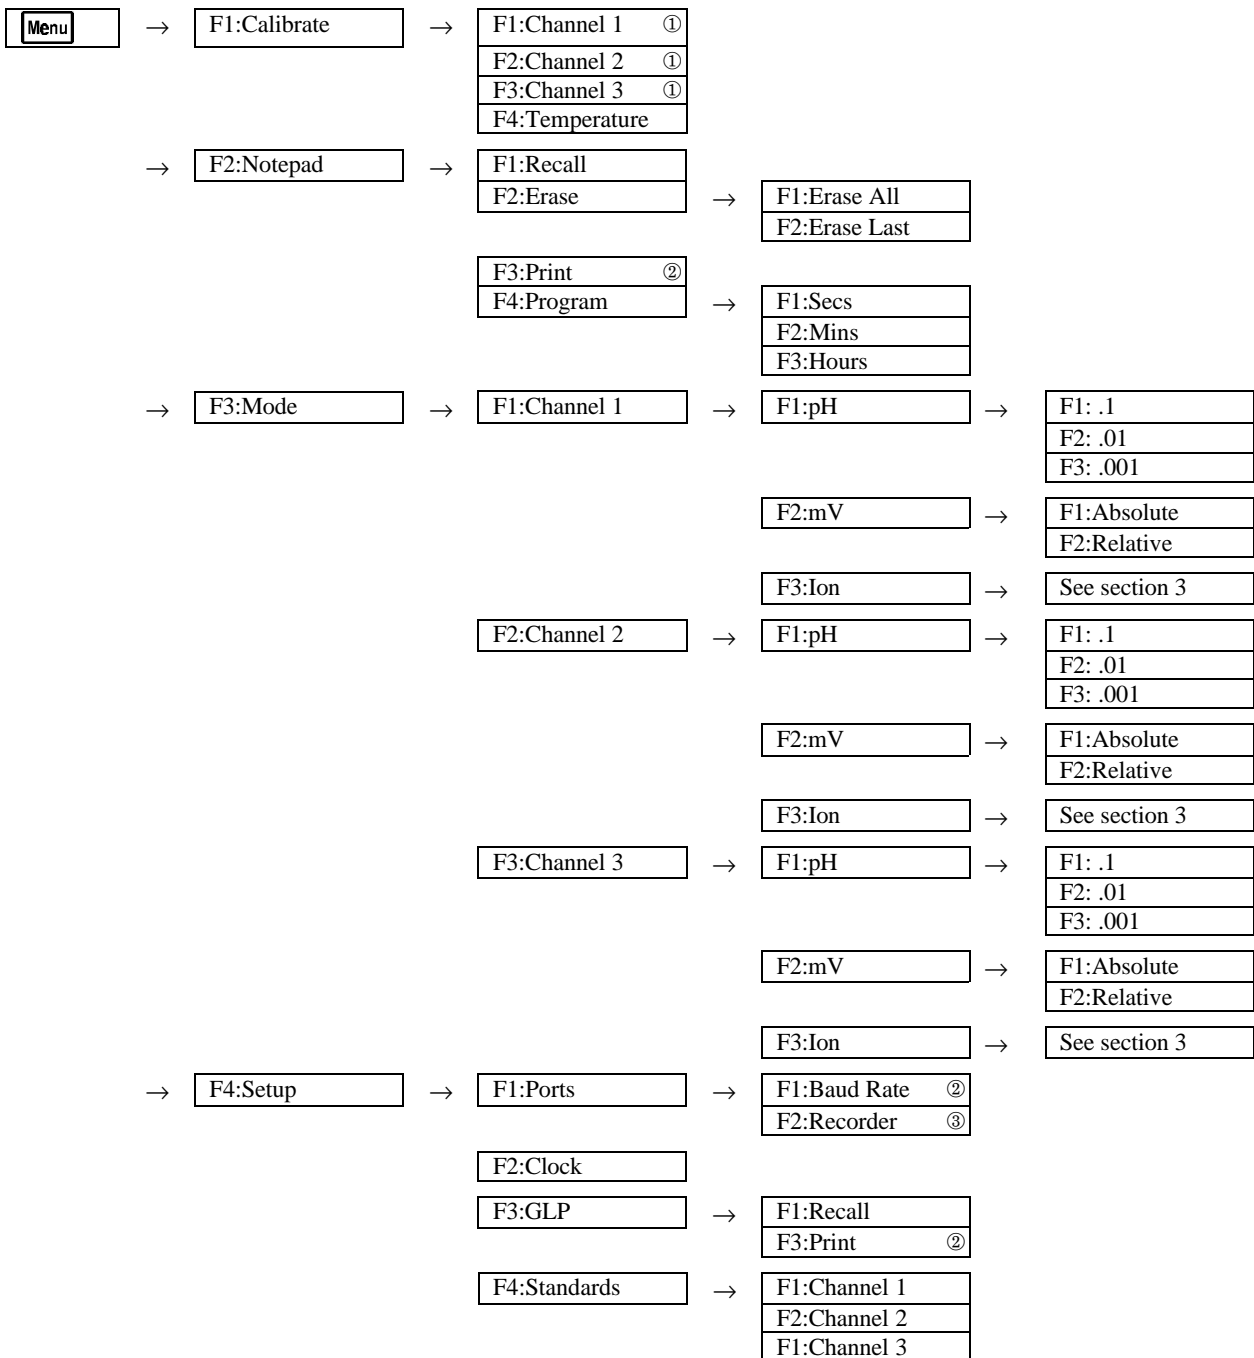 Menu → F1:Calibrate → F1:Channel 1 ①
F2:Channel 2 ①
F3:Channel 3 ①
F4:Temperature
→ F2:Notepad → F1:Recall
F2:Erase → F1:Erase All
F2:Erase Last
F3:Print ②
F4:Program → F1:Secs
F2:Mins
F3:Hours
→ F3:Mode → F1:Channel 1 → F1:pH → F1: .1
F2: .01
F3: .001
F2:mV → F1:Absolute
F2:Relative
F3:Ion → See section 3
F2:Channel 2 → F1:pH → F1: .1
F2: .01
F3: .001
F2:mV → F1:Absolute
F2:Relative
F3:Ion → See section 3
F3:Channel 3 → F1:pH → F1: .1
F2: .01
F3: .001
F2:mV → F1:Absolute
F2:Relative
F3:Ion → See section 3
→ F4:Setup → F1:Ports → F1:Baud Rate ②
F2:Recorder ③
F2:Clock
F3:GLP → F1:Recall
F3:Print ②
F4:Standards → F1:Channel 1
F2:Channel 2
F1:Channel 3